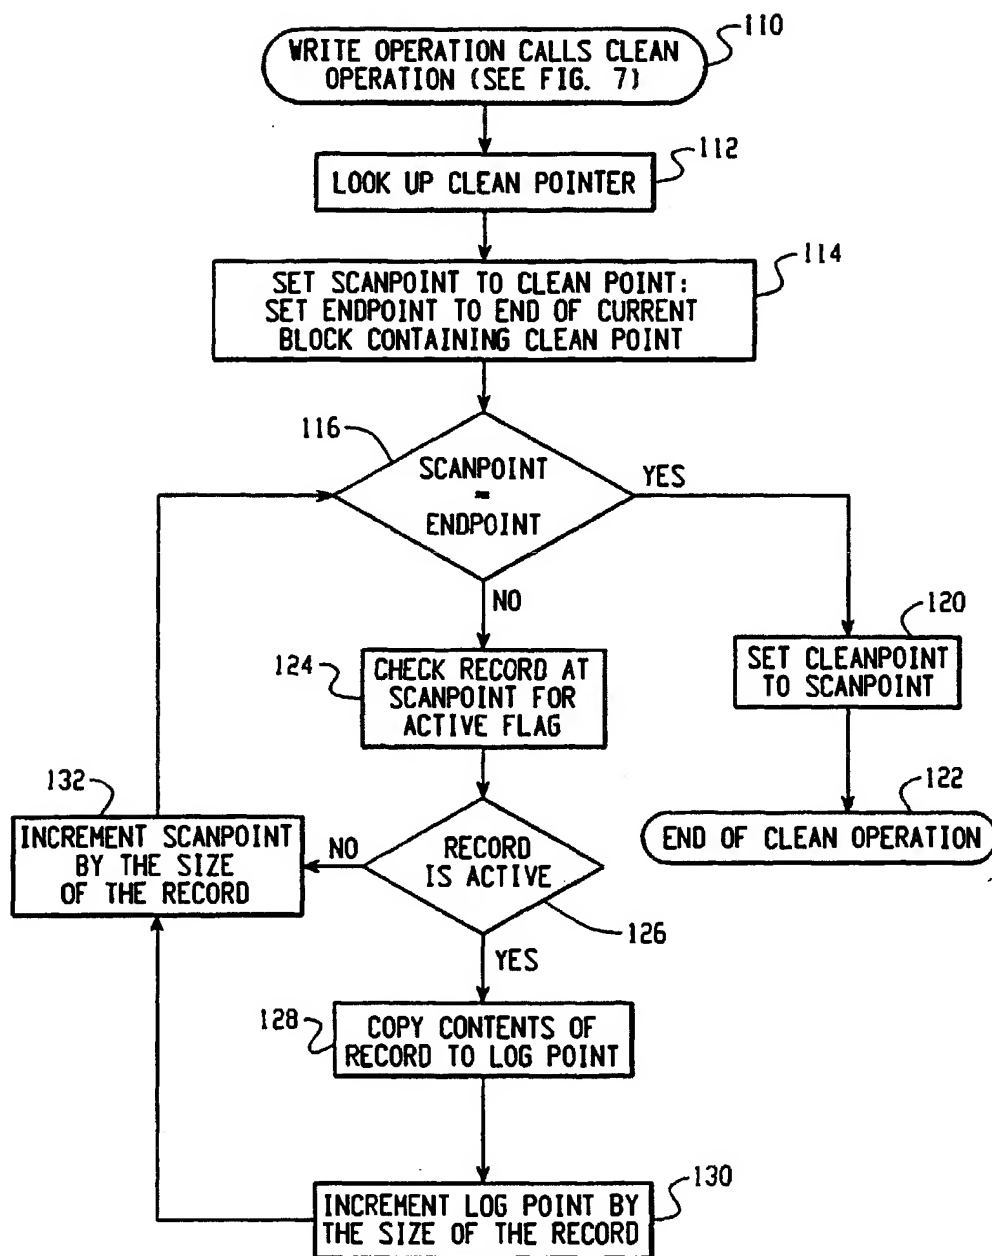 110
WRITE OPERATION CALLS CLEAN
OPERATION (SEE FIG. 7)
112
LOOK UP CLEAN POINTER
114
SET SCANPOINT TO CLEAN POINT:
SET ENDPOINT TO END OF CURRENT
BLOCK CONTAINING CLEAN POINT
116
SCANPOINT
=
ENDPOINT
YES
NO
120
SET CLEANPOINT
TO SCANPOINT
124
CHECK RECORD AT
SCANPOINT FOR
ACTIVE FLAG
122
END OF CLEAN OPERATION
132
INCREMENT SCANPOINT
BY THE SIZE
OF THE RECORD
NO
RECORD
IS ACTIVE
126
YES
128
COPY CONTENTS OF
RECORD TO LOG POINT
130
INCREMENT LOG POINT BY
THE SIZE OF THE RECORD